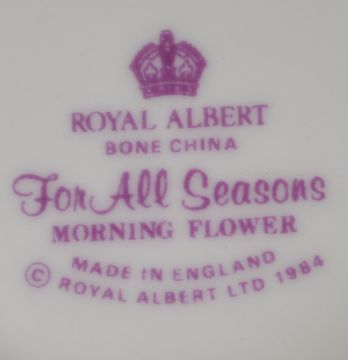 ROYAL ALBERT
BONE CHINA
For All Seasons
MORNING FLOWER
MADE IN ENGLAND
© ROYAL ALBERT LTD 1984